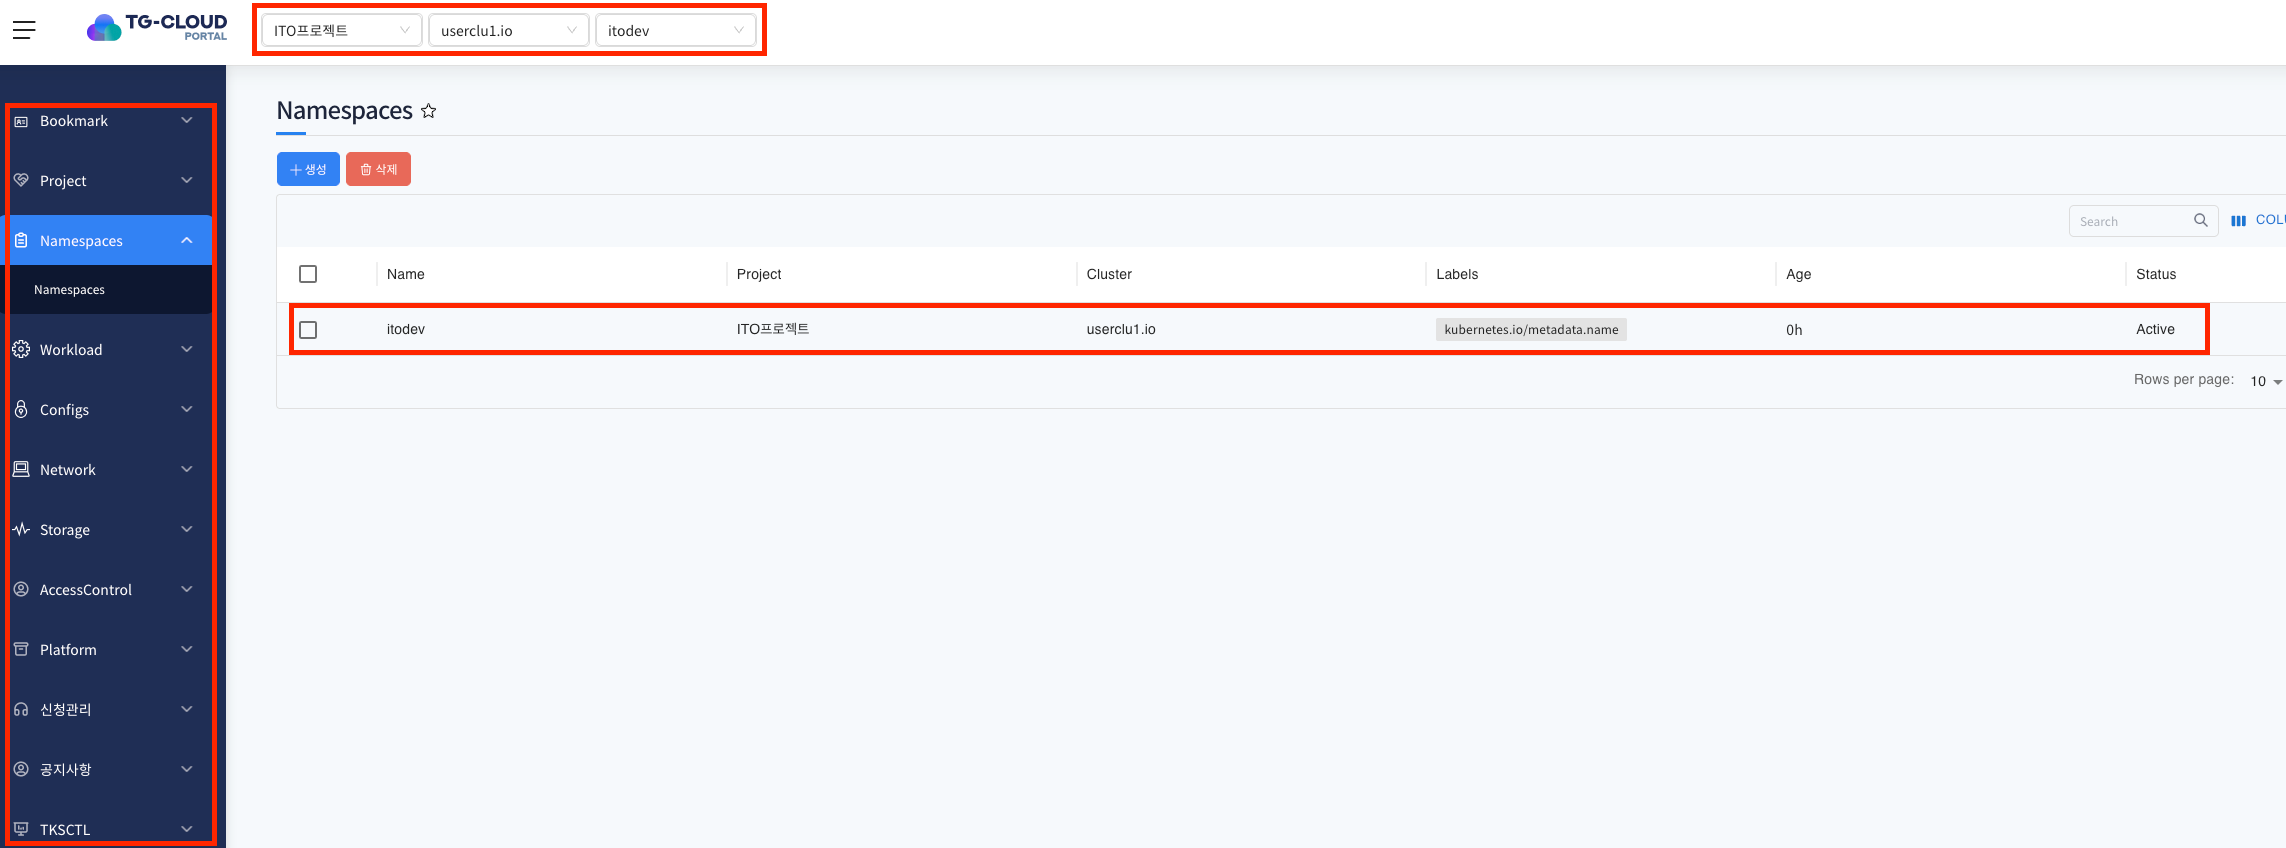 TG-CLOUD
PORTAL
ITO프로젝트
userclu1.io
itodev
Bookmark
Project
Namespaces
Namespaces
Workload
Configs
Network
Storage
AccessControl
Platform
신청관리
공지사항
TKSCTL
Namespaces
생성
삭제
Search
COLU
Name Project Cluster Labels Age Status
itodev ITO프로젝트 userclu1.io kubernetes.io/metadata.name 0h Active
Rows per page: 10